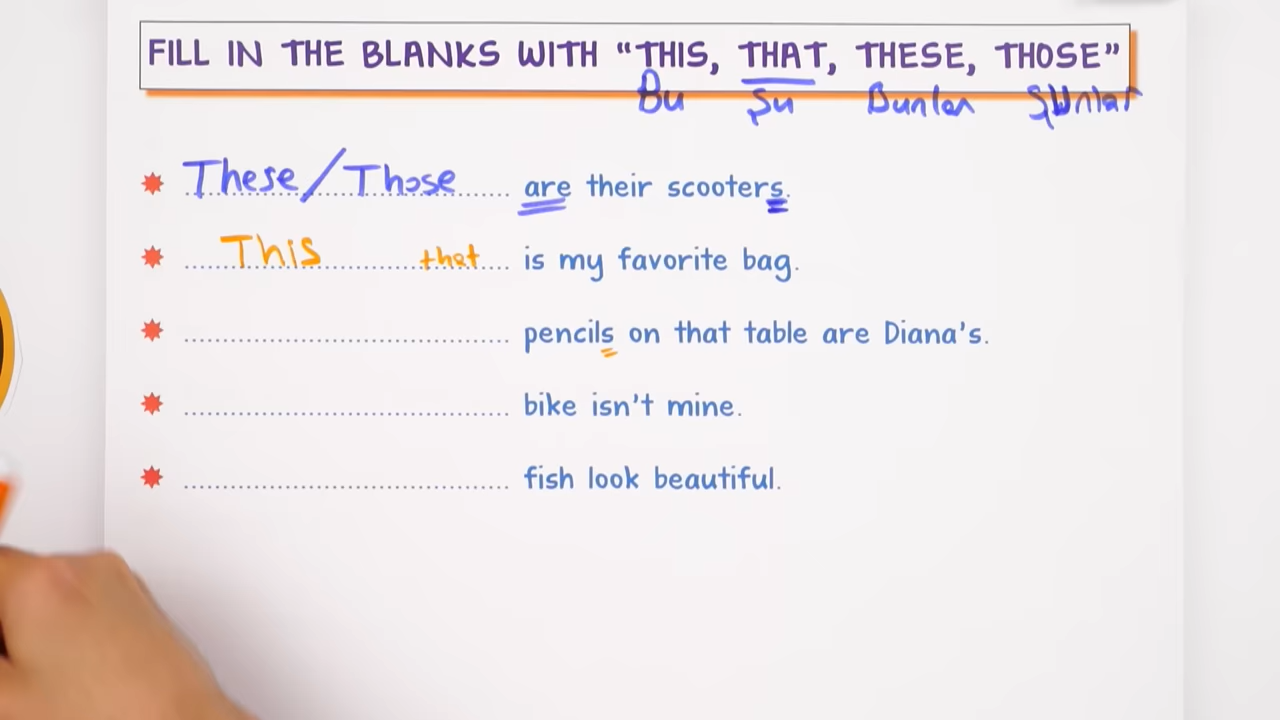 FILL IN THE BLANKS WITH “THIS, THAT, THESE, THOSE”
Bu Şu Bunlar Şunlar
These/Those are their scooters.
This that is my favorite bag.
.................................... pencils on that table are Diana's.
.................................... bike isn't mine.
.................................... fish look beautiful.